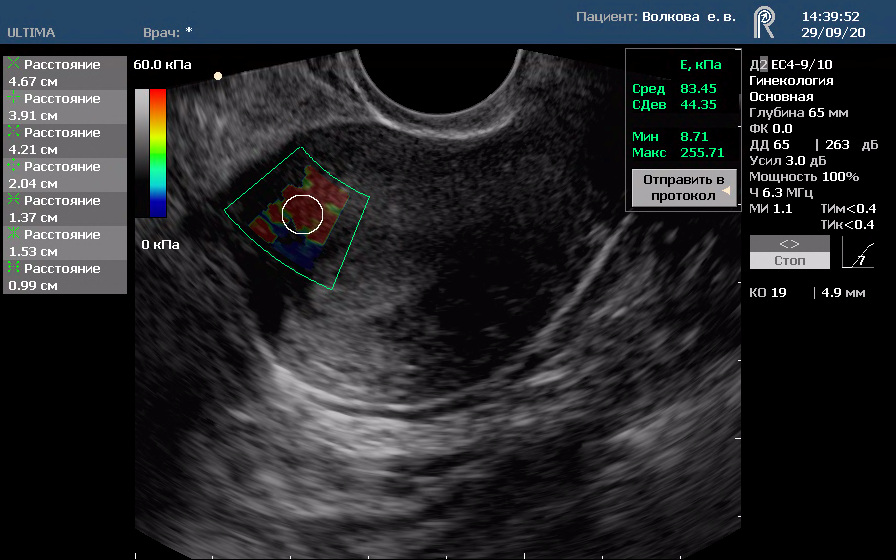 ULTIMA
Врач: *
Пациент: Волкова е. в.
14:39:52
29/09/20
Расстояние
4.67 см
Расстояние
3.91 см
Расстояние
4.21 см
Расстояние
2.04 см
Расстояние
1.37 см
Расстояние
1.53 см
Расстояние
0.99 см
60.0 кПа
0 кПа
E, кПа
Сред 83.45
СДев 44.35
Мин 8.71
Макс 255.71
Отправить в
протокол
Д2 EC4-9/10
Гинекология
Основная
Глубина 65 мм
ФК 0.0
ДД 65 | 263 дБ
Усил 3.0 дБ
Мощность 100%
Ч 6.3 МГц
МИ 1.1 Тим<0.4
Тик<0.4
<>
Стоп
7
КО 19 | 4.9 мм